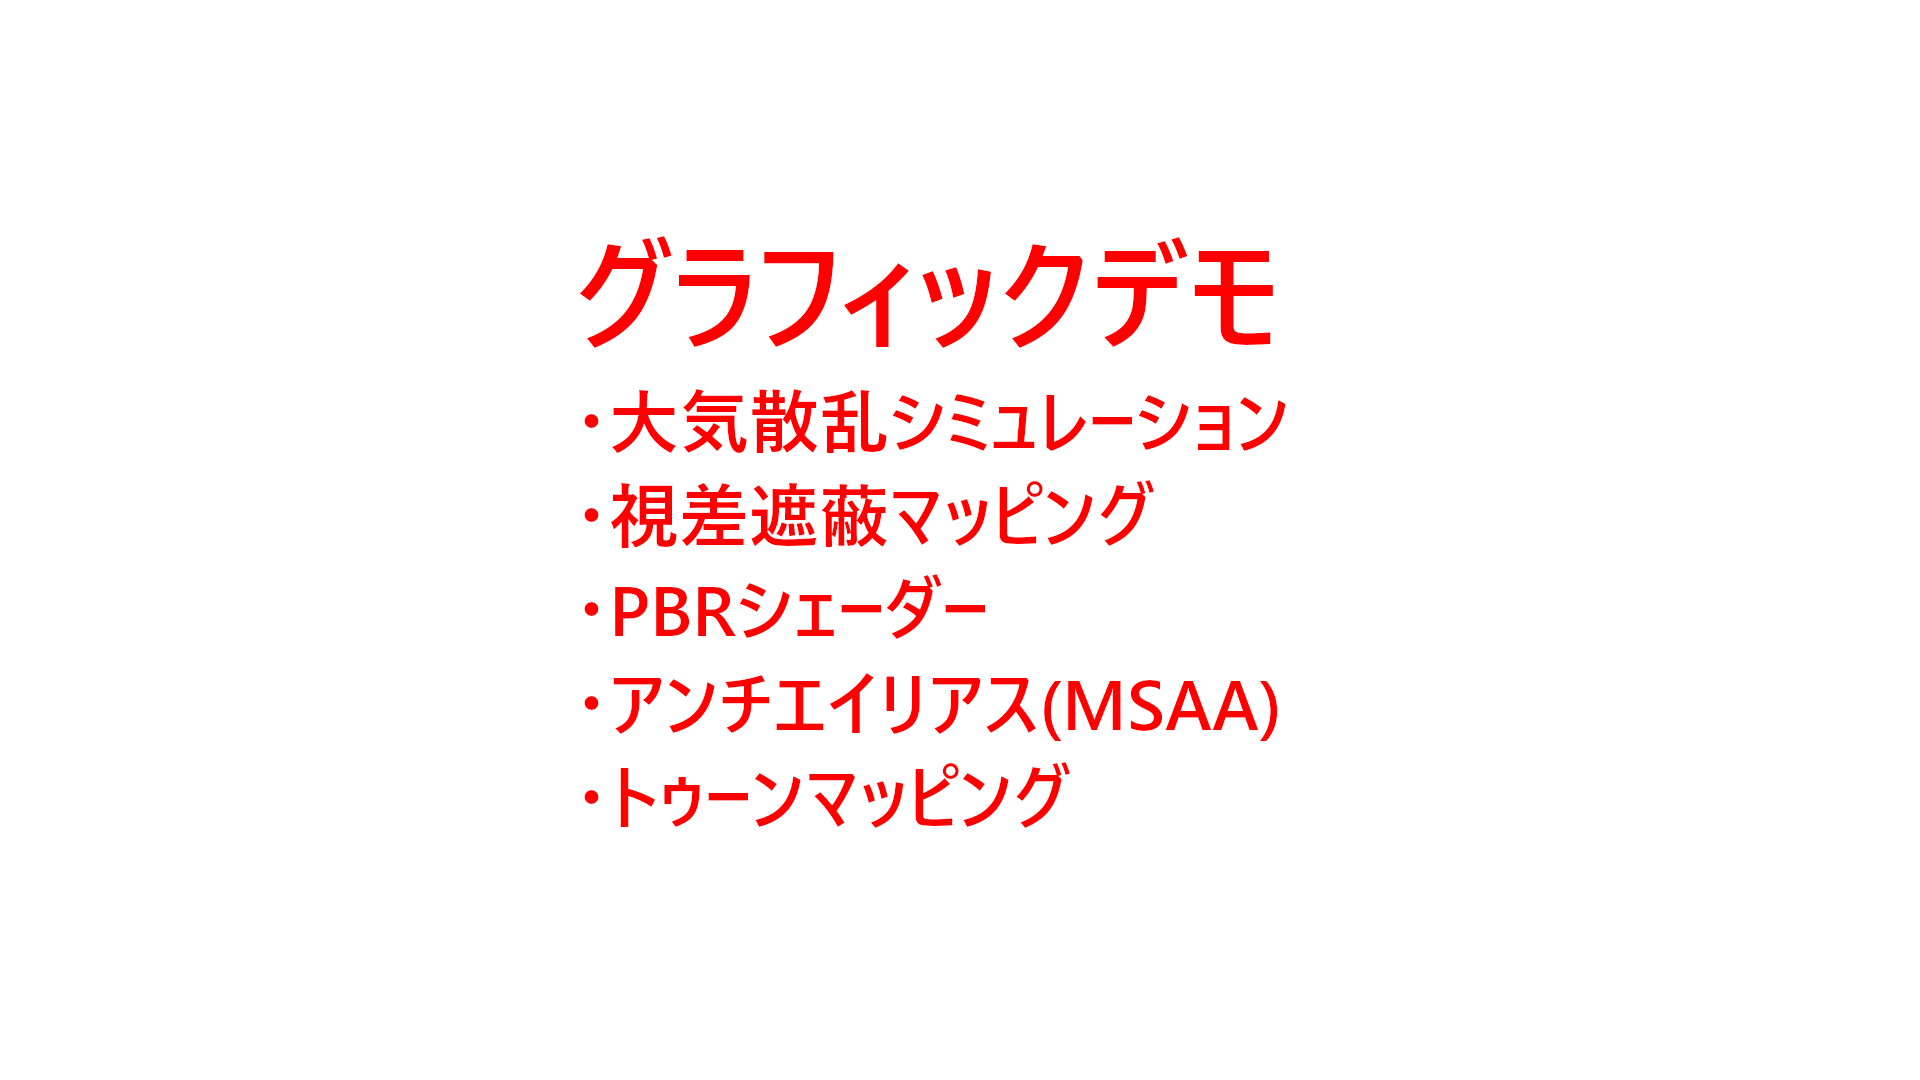 グラフィックデモ
・大気散乱シミュレーション
・視差遮蔽マッピング
・PBRシェーダー
・アンチエイリアス(MSAA)
・トゥーンマッピング